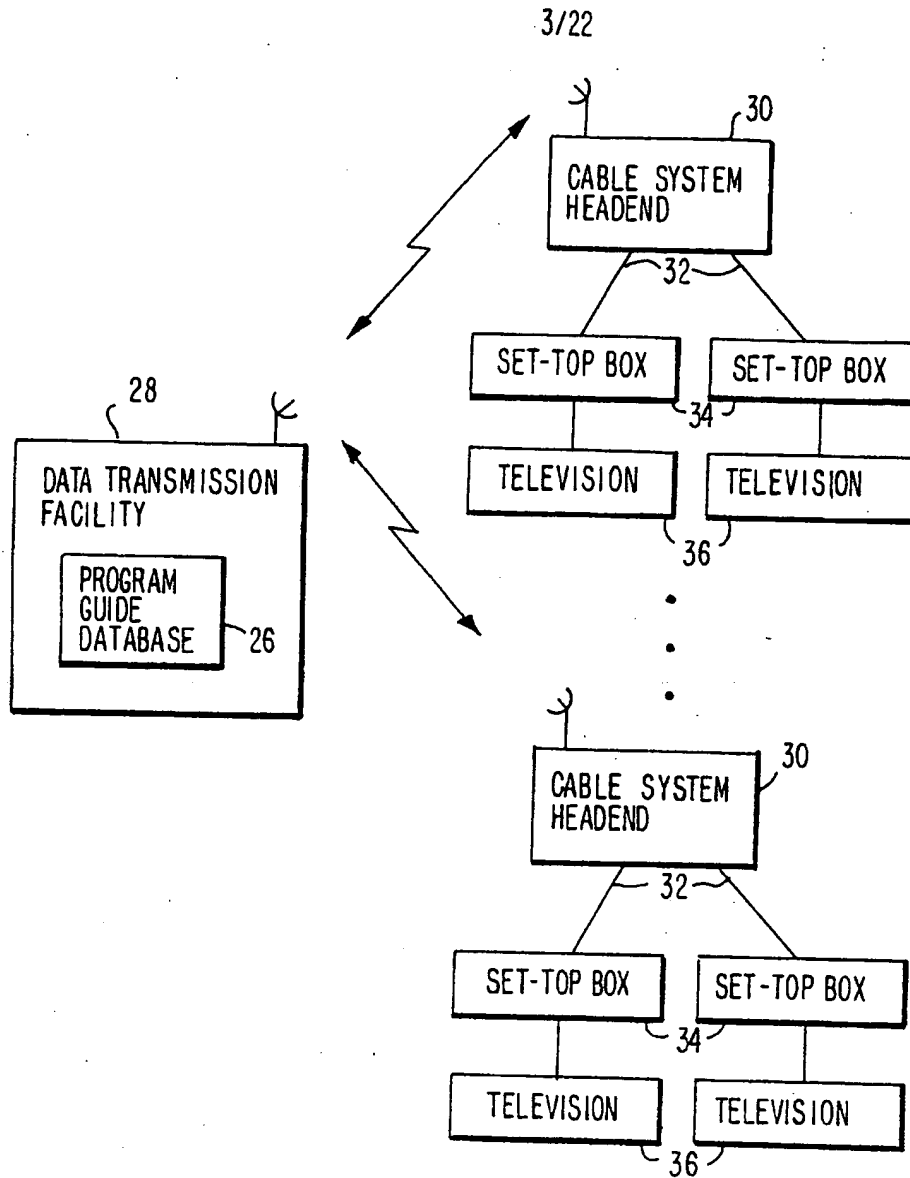 3/22
30
CABLE SYSTEM
HEADEND
32
SET-TOP BOX
SET-TOP BOX
34
TELEVISION
TELEVISION
36
28
DATA TRANSMISSION
FACILITY
PROGRAM
GUIDE
DATABASE
26
30
CABLE SYSTEM
HEADEND
32
SET-TOP BOX
SET-TOP BOX
34
TELEVISION
TELEVISION
36